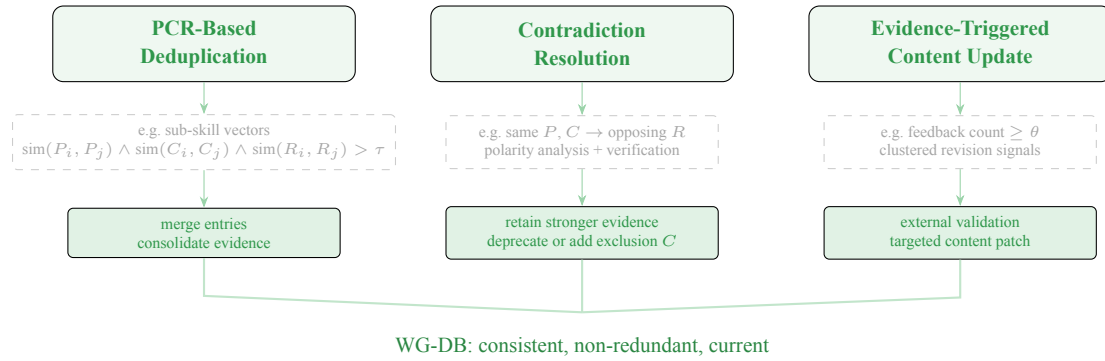 PCR-Based
Deduplication
e.g. sub-skill vectors
sim(P_i, P_j) ∧ sim(C_i, C_j) ∧ sim(R_i, R_j) > τ
merge entries
consolidate evidence
Contradiction
Resolution
e.g. same P, C → opposing R
polarity analysis + verification
retain stronger evidence
deprecate or add exclusion C
Evidence-Triggered
Content Update
e.g. feedback count ≥ θ
clustered revision signals
external validation
targeted content patch
WG-DB: consistent, non-redundant, current